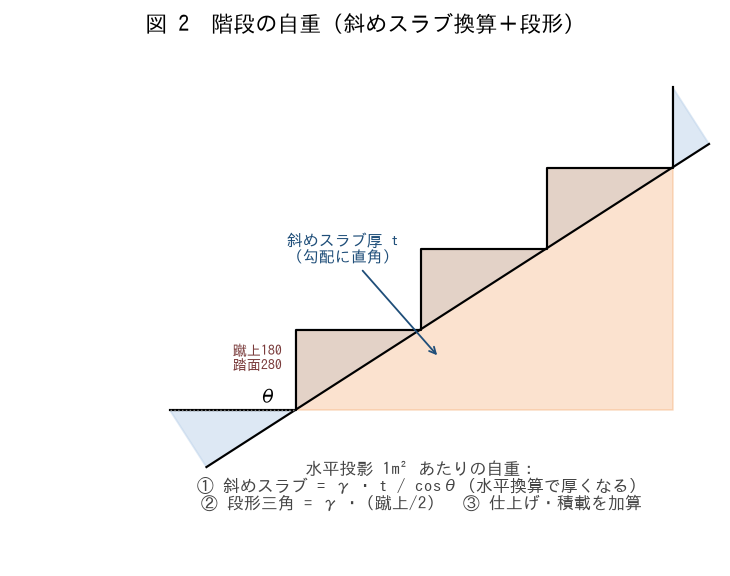 図 2 階段の自重（斜めスラブ換算＋段形）
斜めスラブ厚 t
（勾配に直角）
蹴上180
踏面280
θ
水平投影 1m² あたりの自重：
① 斜めスラブ = γ · t / cosθ（水平換算で厚くなる）
② 段形三角 = γ ·（蹴上/2） ③ 仕上げ・積載を加算